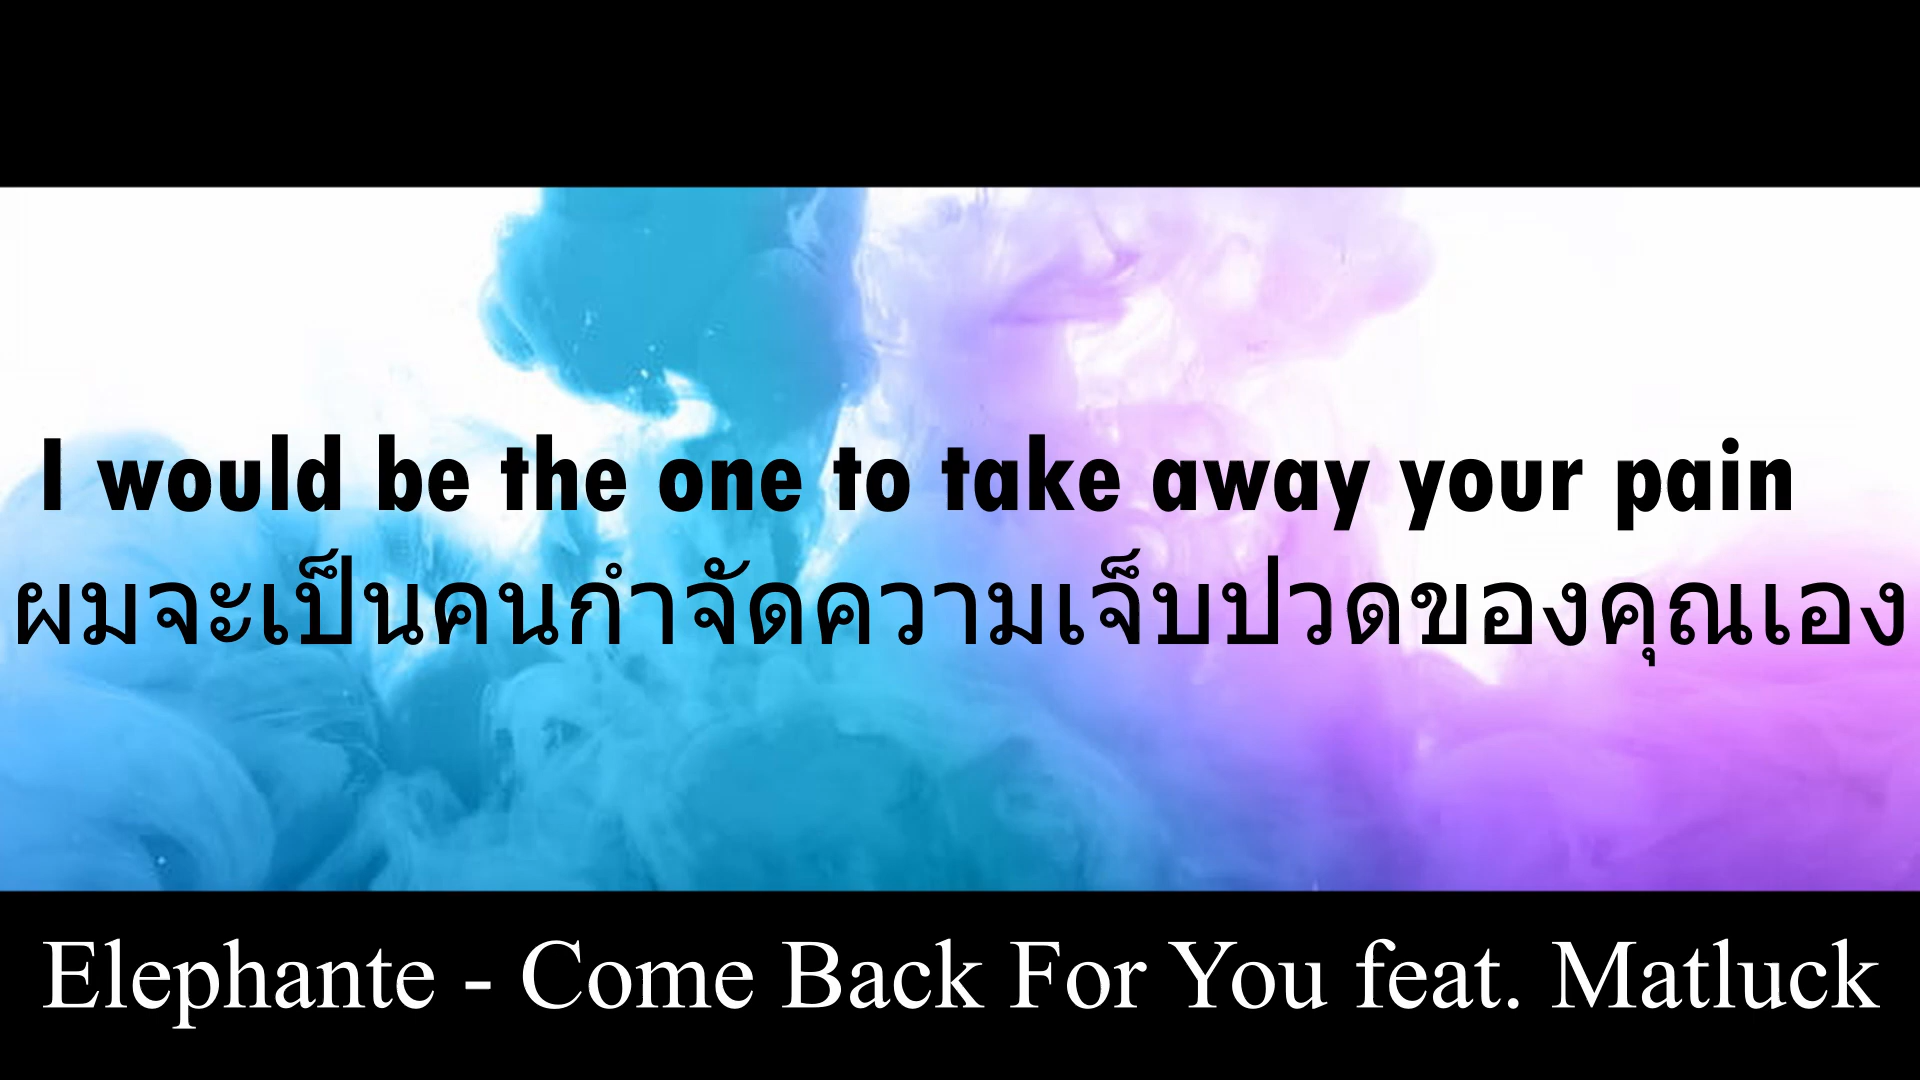 I would be the one to take away your pain
ผมจะเป็นคนกำจัดความเจ็บปวดของคุณเอง
Elephante - Come Back For You feat. Matluck